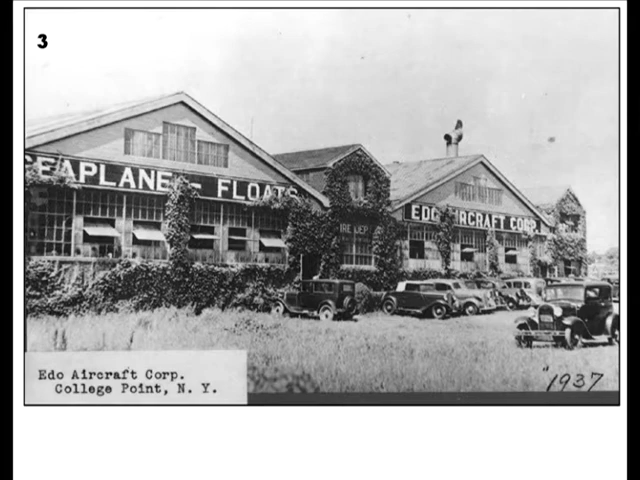 3
SEAPLANE - FLOATS
EDO AIRCRAFT CORP.
Edo Aircraft Corp.
College Point, N. Y.
1937